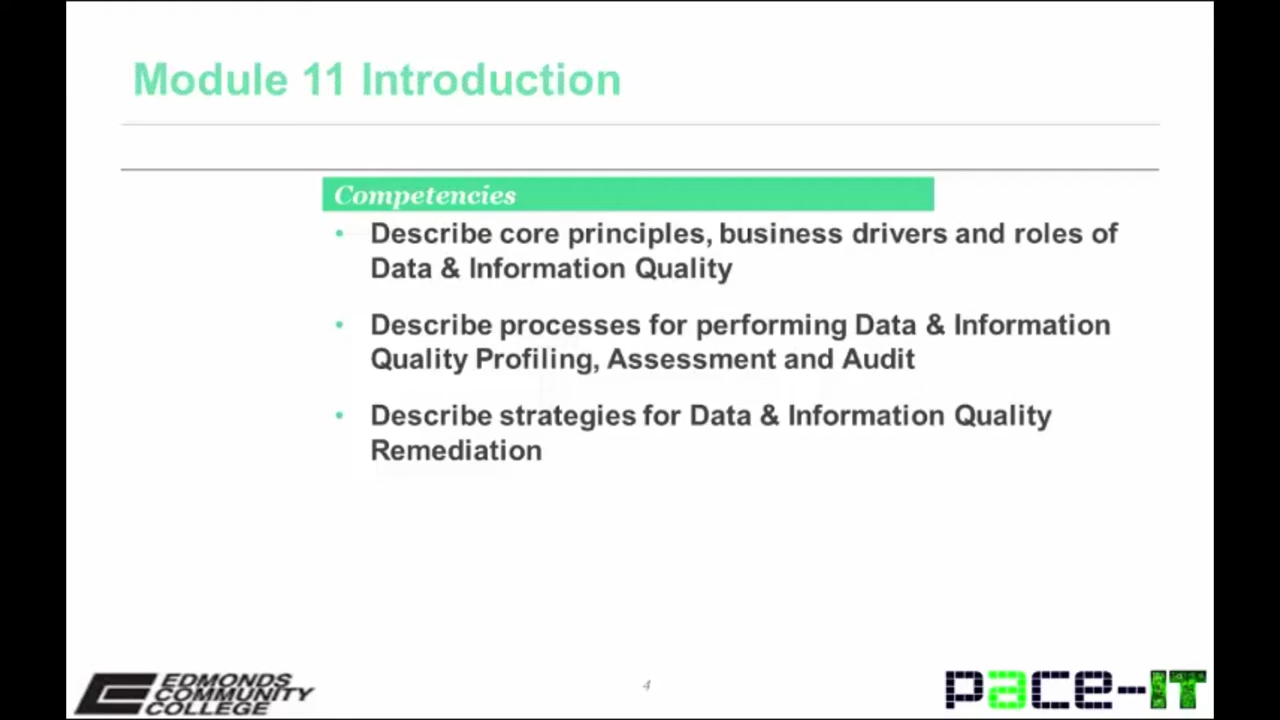 Module 11 Introduction
Competencies
• Describe core principles, business drivers and roles of
Data & Information Quality
• Describe processes for performing Data & Information
Quality Profiling, Assessment and Audit
• Describe strategies for Data & Information Quality
Remediation
EDMONDS
COMMUNITY
COLLEGE
4
pace-IT